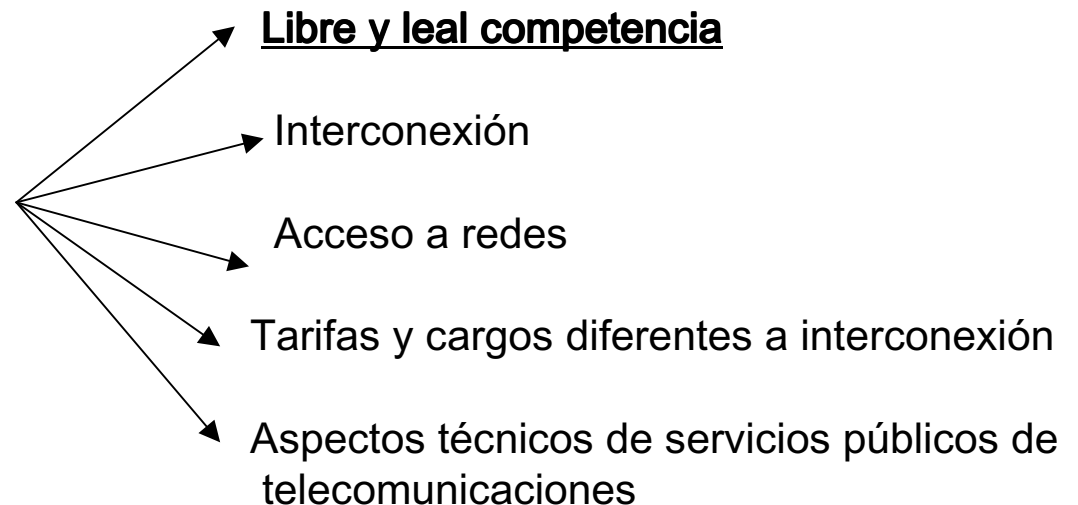 Libre y leal competencia
Interconexión
Acceso a redes
Tarifas y cargos diferentes a interconexión
Aspectos técnicos de servicios públicos de
telecomunicaciones